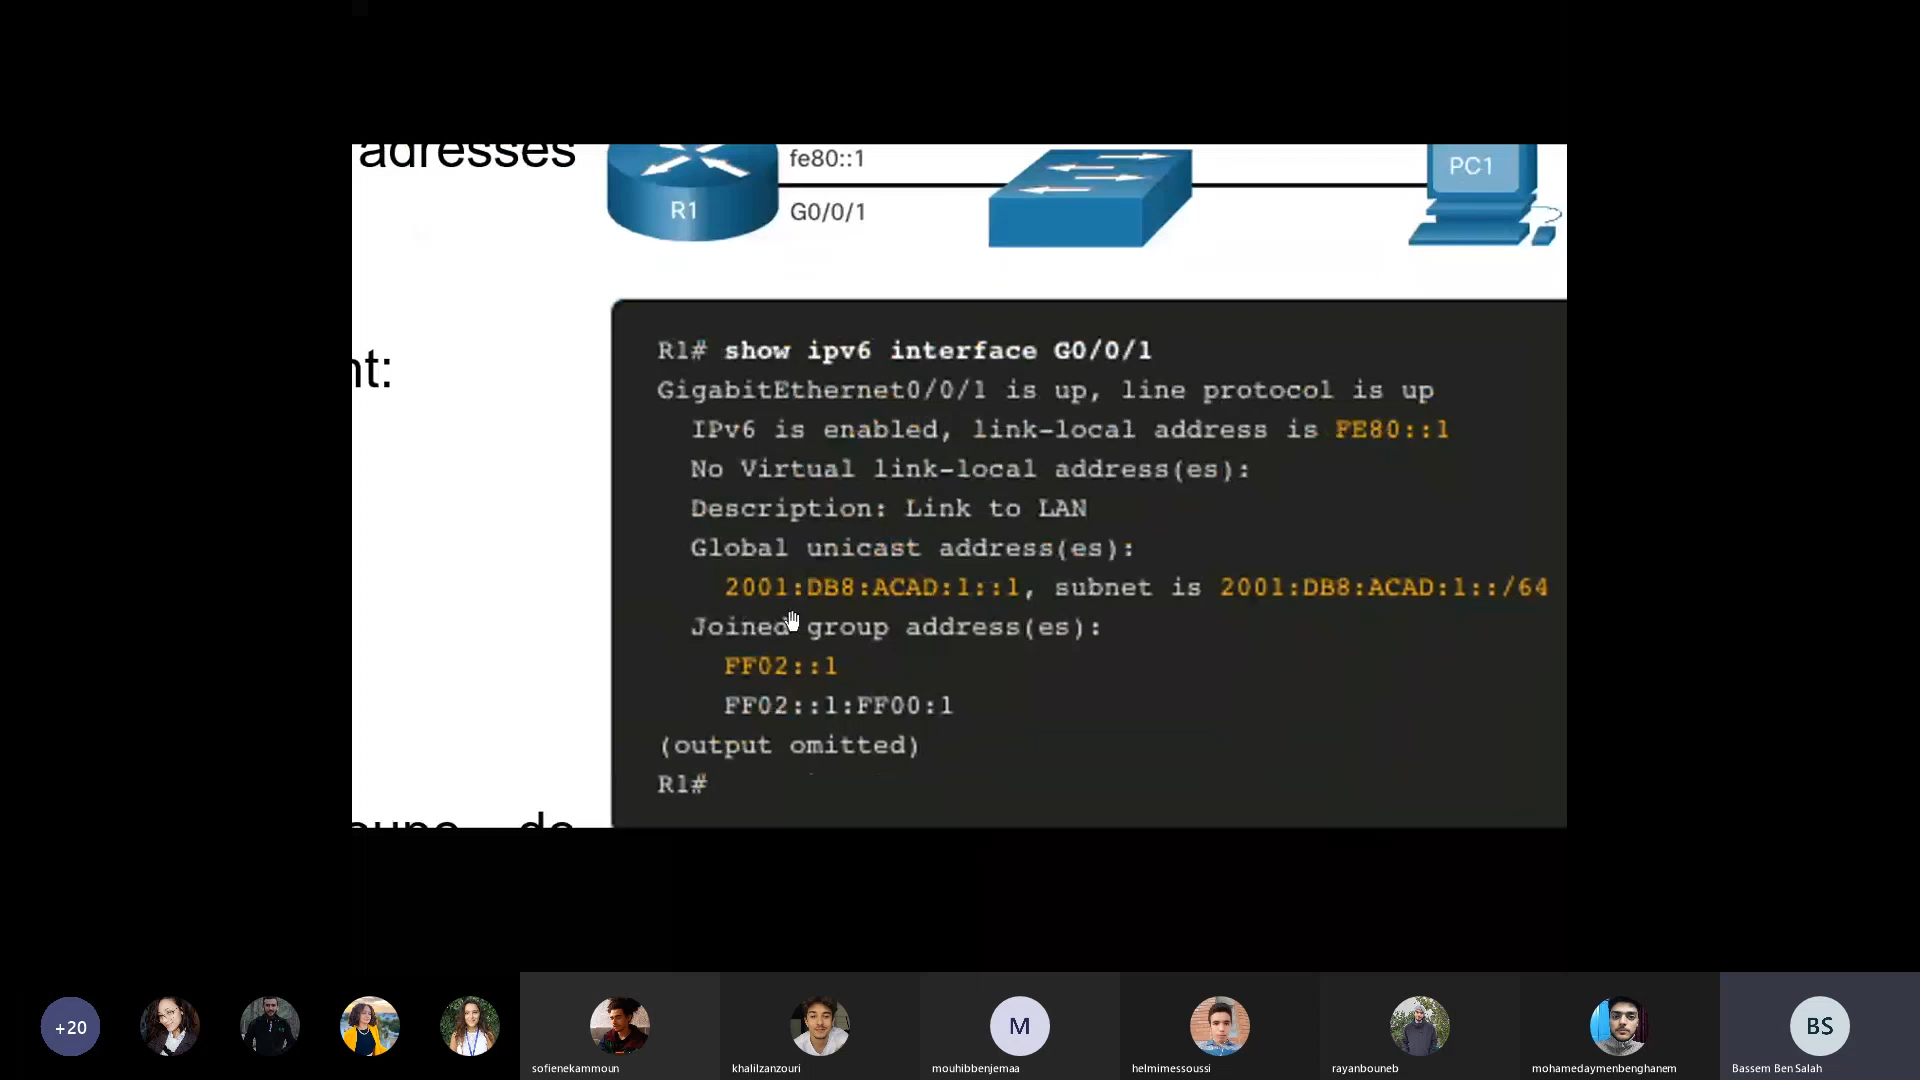 adresses
fe80::1
R1
G0/0/1
PC1
nt:
R1# show ipv6 interface G0/0/1
GigabitEthernet0/0/1 is up, line protocol is up
IPv6 is enabled, link-local address is FE80::1
No Virtual link-local address(es):
Description: Link to LAN
Global unicast address(es):
2001:DB8:ACAD:1::1, subnet is 2001:DB8:ACAD:1::/64
Joined group address(es):
FF02::1
FF02::1:FF00:1
(output omitted)
R1#
+20
M
BS
sofienekammoun
khalilzanzouri
mouhibbenjemaa
helmimessoussi
rayanbouneb
mohamedaymenbenghanem
Bassem Ben Salah